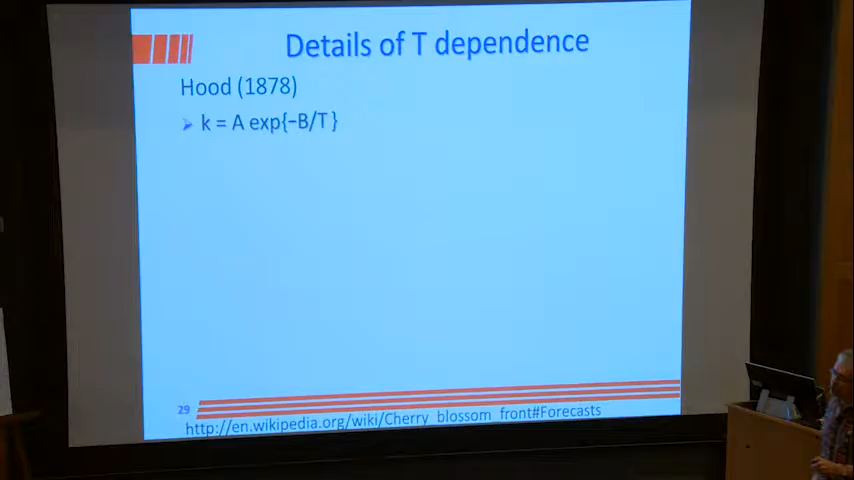 Details of T dependence
Hood (1878)
➢ k = A exp{−B/T}
29
http://en.wikipedia.org/wiki/Cherry_blossom_front#Forecasts